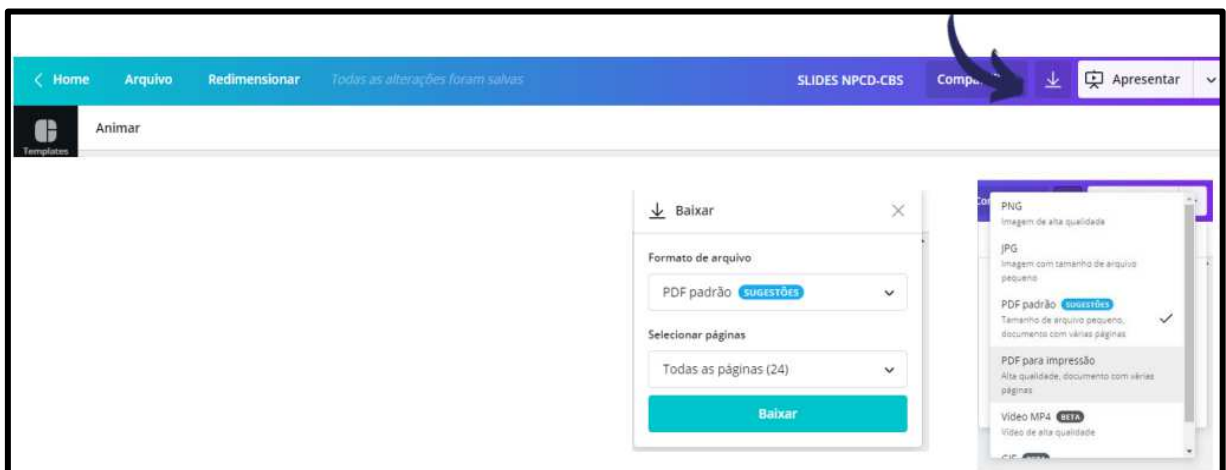 Home Arquivo Redimensionar Todas as alterações foram salvas SLIDES NPCD-CBS Apresentar
Templates
Animar
Baixar
Formato de arquivo
PDF padrão SUGESTÕES
Selecionar páginas
Todas as páginas (24)
Baixar
PNG
Imagem de alta qualidade
JPG
Imagem com tamanho de arquivo
pequeno
PDF padrão SUGESTÕES
Tamanho de arquivo pequeno,
documento com várias páginas
PDF para impressão
Alta qualidade, documento com várias
páginas
Vídeo MP4 BETA
Vídeo de alta qualidade